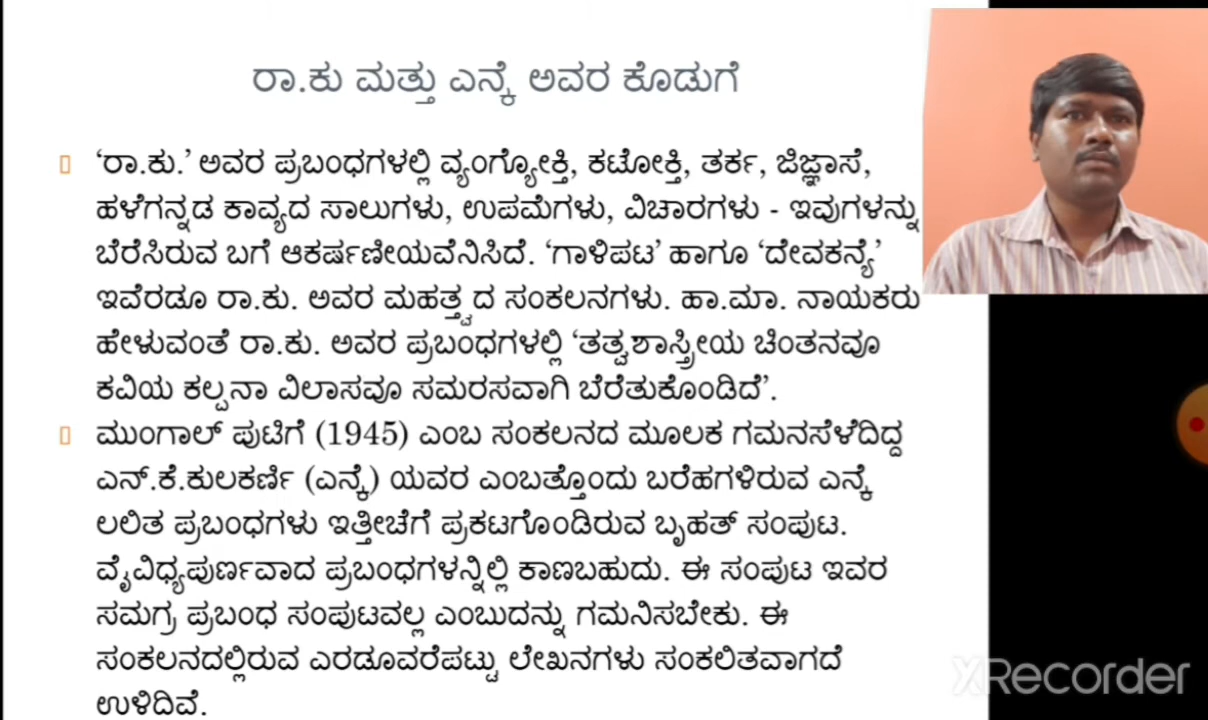 ರಾ.ಕು ಮತ್ತು ಎನ್ಕೆ ಅವರ ಕೊಡುಗೆ
‘ರಾ.ಕು.’ ಅವರ ಪ್ರಬಂಧಗಳಲ್ಲಿ ವ್ಯಂಗ್ಯೋಕ್ತಿ, ಕಟೋಕ್ತಿ, ತರ್ಕ, ಜಿಜ್ಞಾಸೆ,
ಹಳೆಗನ್ನಡ ಕಾವ್ಯದ ಸಾಲುಗಳು, ಉಪಮೆಗಳು, ವಿಚಾರಗಳು - ಇವುಗಳನ್ನು
ಬೆರೆಸಿರುವ ಬಗೆ ಆಕರ್ಷಣೀಯವೆನಿಸಿದೆ. ‘ಗಾಳಿಪಟ’ ಹಾಗೂ ‘ದೇವಕನ್ಯೆ’
ಇವೆರಡೂ ರಾ.ಕು. ಅವರ ಮಹತ್ತ್ವದ ಸಂಕಲನಗಳು. ಹಾ.ಮಾ. ನಾಯಕರು
ಹೇಳುವಂತೆ ರಾ.ಕು. ಅವರ ಪ್ರಬಂಧಗಳಲ್ಲಿ ‘ತತ್ವಶಾಸ್ತ್ರೀಯ ಚಿಂತನವೂ
ಕವಿಯ ಕಲ್ಪನಾ ವಿಲಾಸವೂ ಸಮರಸವಾಗಿ ಬೆರೆತುಕೊಂಡಿದೆ’.
ಮುಂಗಾಲ್ ಪುಟಿಗೆ (1945) ಎಂಬ ಸಂಕಲನದ ಮೂಲಕ ಗಮನಸೆಳೆದಿದ್ದ
ಎನ್.ಕೆ.ಕುಲಕರ್ಣಿ (ಎನ್ಕೆ) ಯವರ ಎಂಬತ್ತೊಂದು ಬರೆಹಗಳಿರುವ ಎನ್ಕೆ
ಲಲಿತ ಪ್ರಬಂಧಗಳು ಇತ್ತೀಚೆಗೆ ಪ್ರಕಟಗೊಂಡಿರುವ ಬೃಹತ್ ಸಂಪುಟ.
ವೈವಿಧ್ಯಪುರ್ಣವಾದ ಪ್ರಬಂಧಗಳನ್ನಿಲ್ಲಿ ಕಾಣಬಹುದು. ಈ ಸಂಪುಟ ಇವರ
ಸಮಗ್ರ ಪ್ರಬಂಧ ಸಂಪುಟವಲ್ಲ ಎಂಬುದನ್ನು ಗಮನಿಸಬೇಕು. ಈ
ಸಂಕಲನದಲ್ಲಿರುವ ಎರಡೂವರೆಪಟ್ಟು ಲೇಖನಗಳು ಸಂಕಲಿತವಾಗದೆ
ಉಳಿದಿವೆ.
XRecorder